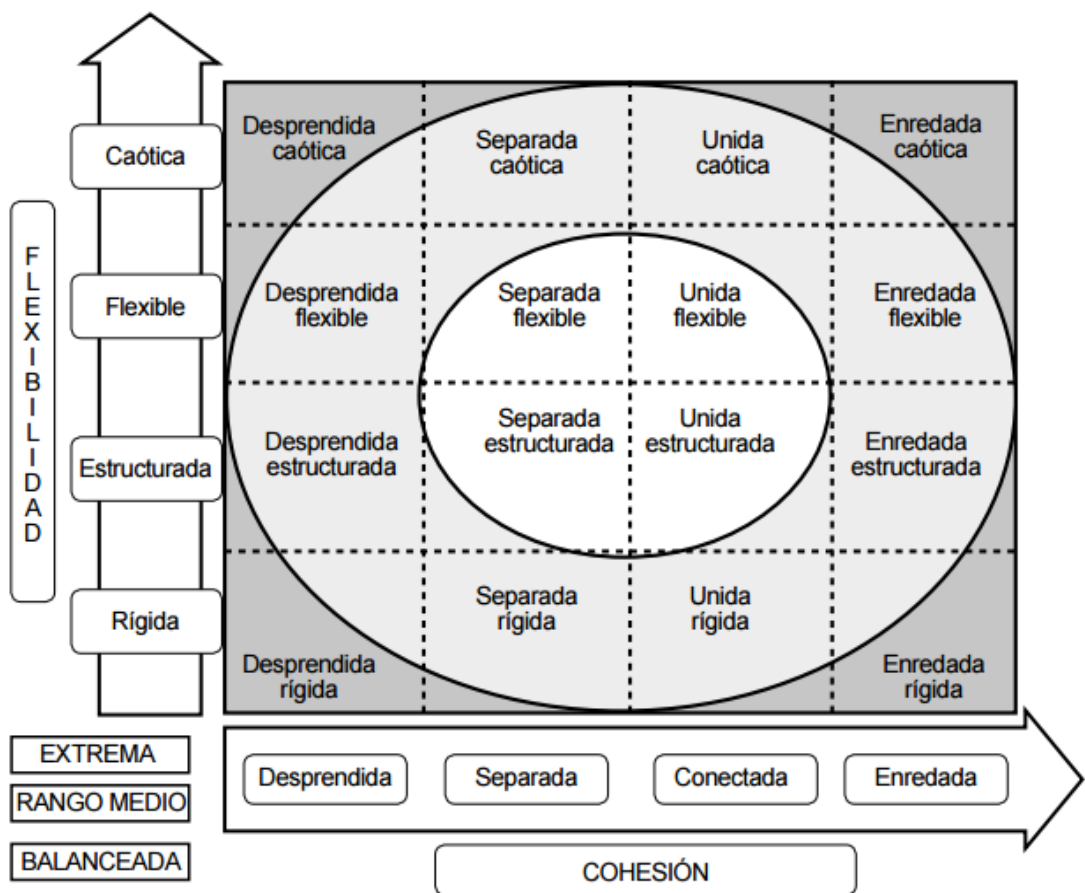 Caótica
Desprendida
caótica
Separada
caótica
Unida
caótica
Enredada
caótica
FLEXIBILIDAD
Flexible
Desprendida
flexible
Separada
flexible
Unida
flexible
Enredada
flexible
Estructurada
Desprendida
estructurada
Separada
estructurada
Unida
estructurada
Enredada
estructurada
Rígida
Separada
rígida
Unida
rígida
Desprendida
rígida
Enredada
rígida
EXTREMA
RANGO MEDIO
BALANCEADA
Desprendida
Separada
Conectada
Enredada
COHESIÓN